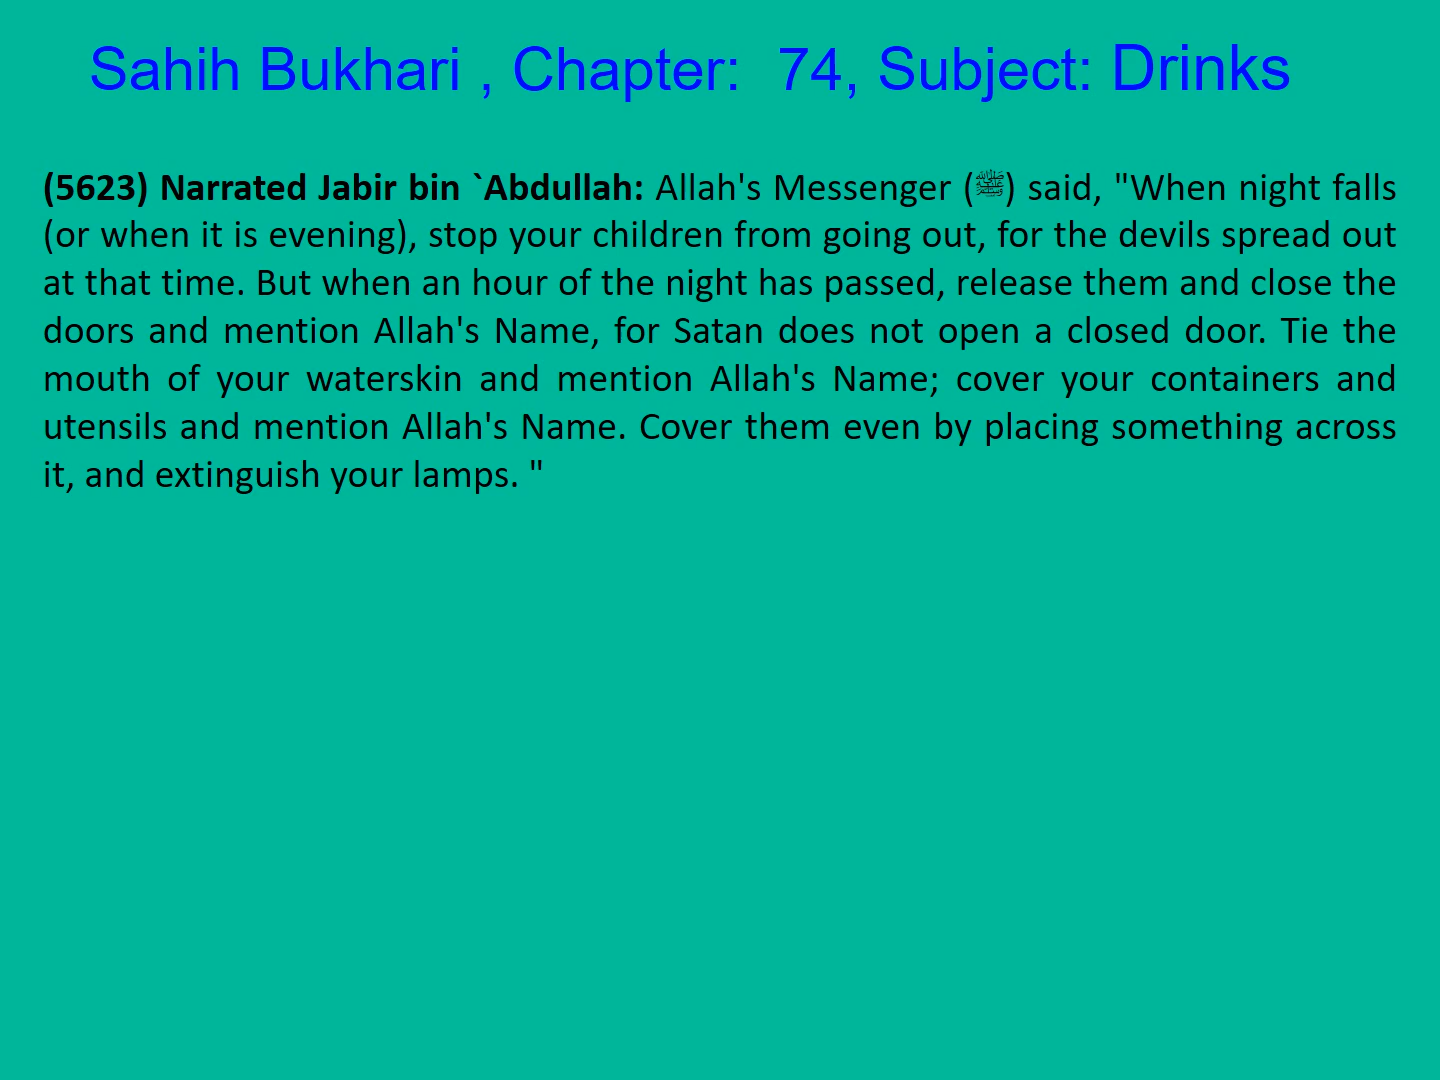 Sahih Bukhari , Chapter:  74, Subject: Drinks
(5623) Narrated Jabir bin `Abdullah: Allah's Messenger (ﷺ) said, "When night falls
(or when it is evening), stop your children from going out, for the devils spread out
at that time. But when an hour of the night has passed, release them and close the
doors and mention Allah's Name, for Satan does not open a closed door. Tie the
mouth of your waterskin and mention Allah's Name; cover your containers and
utensils and mention Allah's Name. Cover them even by placing something across
it, and extinguish your lamps. "